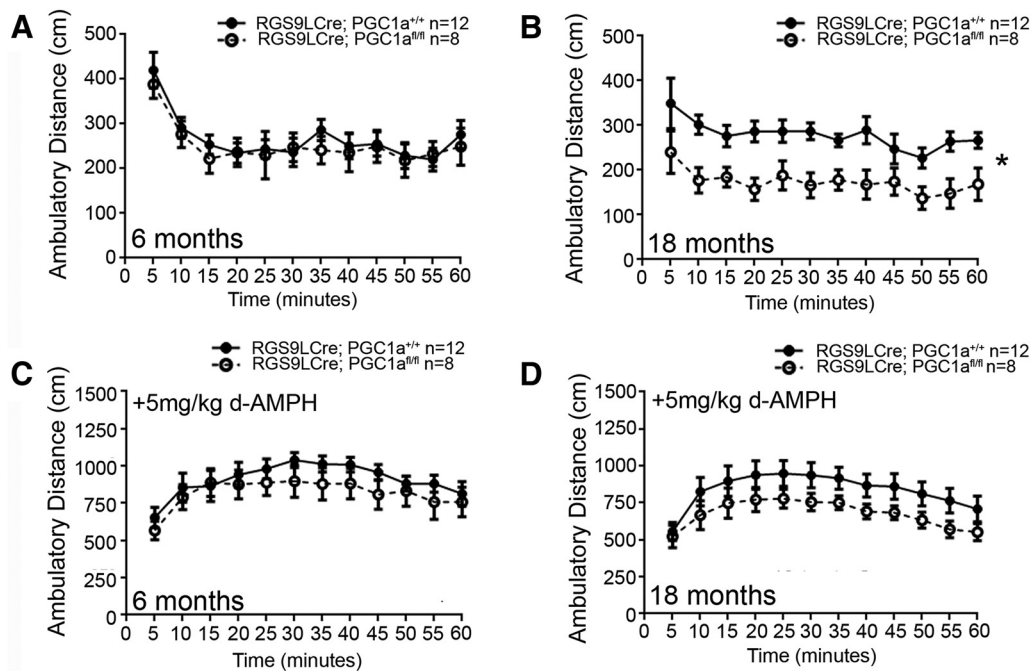 A
RGS9LCre; PGC1a+/+ n=12
RGS9LCre; PGC1afl/fl n=8
Ambulatory Distance (cm)
500
400
300
200
100
0
6 months
0 5 10 15 20 25 30 35 40 45 50 55 60
Time (minutes)
B
RGS9LCre; PGC1a+/+ n=12
RGS9LCre; PGC1afl/fl n=8
Ambulatory Distance (cm)
500
400
300
200
100
0
*
18 months
0 5 10 15 20 25 30 35 40 45 50 55 60
Time (minutes)
C
RGS9LCre; PGC1a+/+ n=12
RGS9LCre; PGC1afl/fl n=8
Ambulatory Distance (cm)
+5mg/kg d-AMPH
1500
1250
1000
750
500
250
0
6 months
0 5 10 15 20 25 30 35 40 45 50 55 60
Time (minutes)
D
RGS9LCre; PGC1a+/+ n=12
RGS9LCre; PGC1afl/fl n=8
Ambulatory Distance (cm)
+5mg/kg d-AMPH
1500
1250
1000
750
500
250
0
18 months
0 5 10 15 20 25 30 35 40 45 50 55 60
Time (minutes)